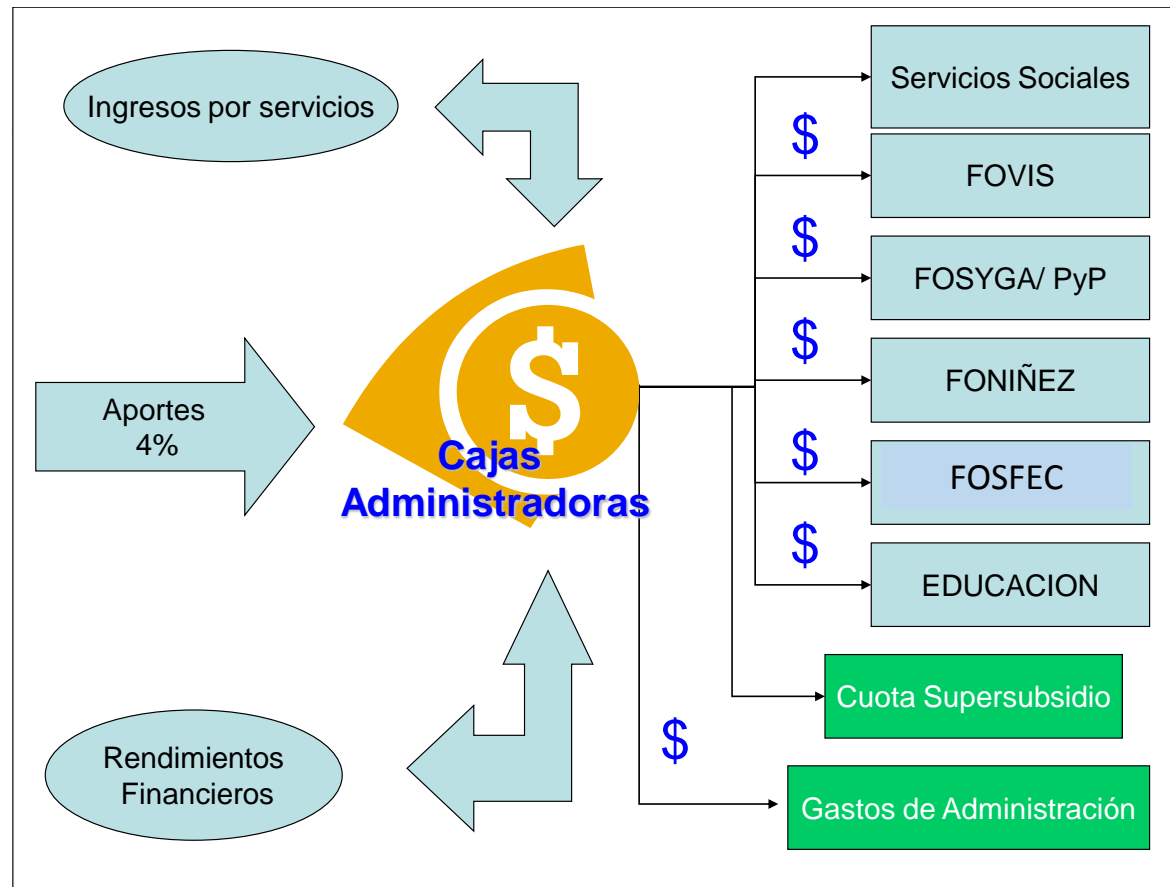 Ingresos por servicios
Aportes
4%
$
Cajas
Administradoras
Rendimientos
Financieros
Servicios Sociales
$
FOVIS
$
FOSYGA/ PyP
$
FONIÑEZ
$
FOSFEC
$
EDUCACION
Cuota Supersubsidio
$
Gastos de Administración